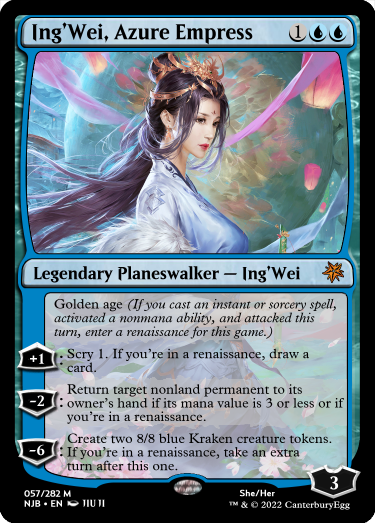 Ing'Wei, Azure Empress 1
Legendary Planeswalker — Ing'Wei
Golden age (If you cast an instant or sorcery spell,
activated a nonmana ability, and attacked this
turn, enter a renaissance for this game.)
+1: Scry 1. If you're in a renaissance, draw a
card.
-2: Return target nonland permanent to its
owner's hand if its mana value is 3 or less or if
you're in a renaissance.
-6: Create two 8/8 blue Kraken creature tokens.
If you're in a renaissance, take an extra
turn after this one.
3
057/282 M
She/Her
NJB • EN
™ & © 2022 CanterburyEgg